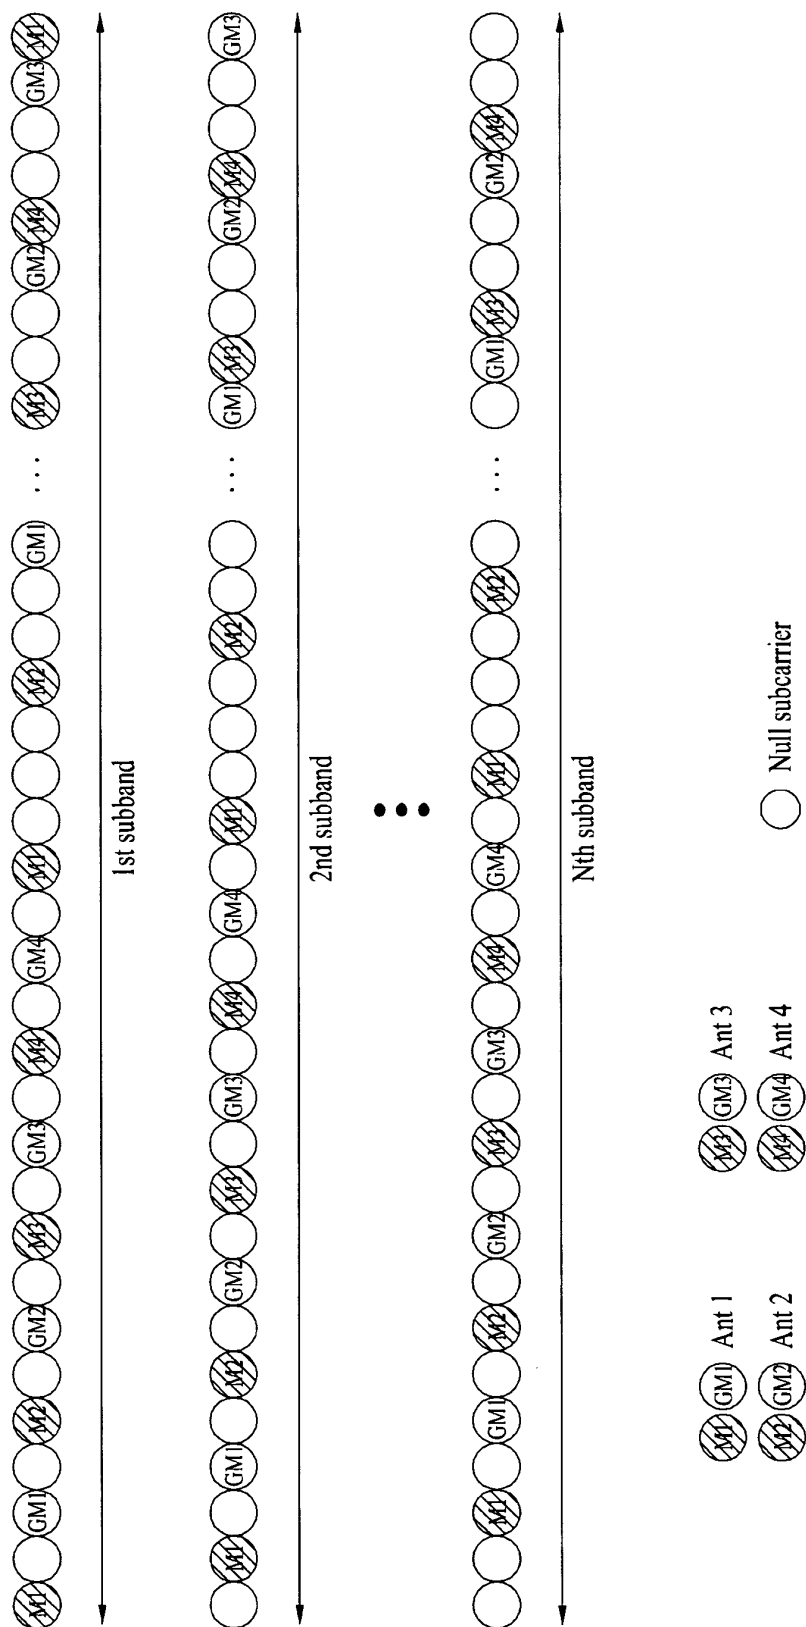 M1 GM1 M2 GM2 M3 GM3 M4 GM4 M1 M2 GM1 ... M3 GM2 M4 GM3 M1
1st subband
M1 GM1 M2 GM2 M3 GM3 M4 GM4 M1 M2 ... GM1 M3 GM2 M4 GM3
2nd subband
M1 GM1 M2 GM2 M3 GM3 M4 GM4 M1 M2 ... GM1 M3 GM2 M4
Nth subband
M1 GM1 Ant 1 M3 GM3 Ant 3
M2 GM2 Ant 2 M4 GM4 Ant 4 Null subcarrier